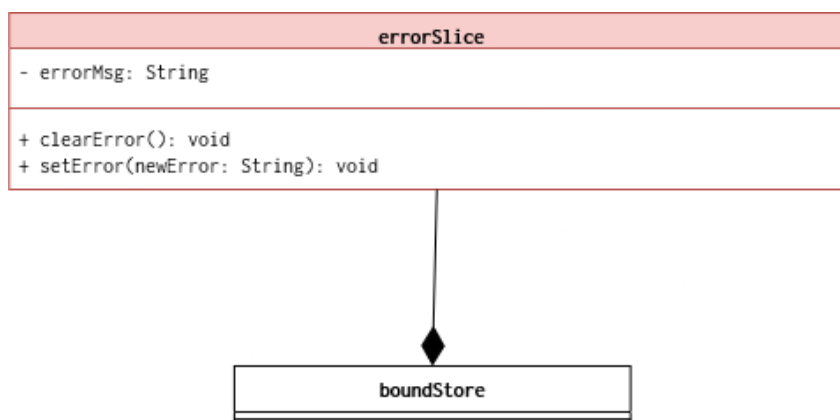 errorSlice
- errorMsg: String
+ clearError(): void
+ setError(newError: String): void
boundStore